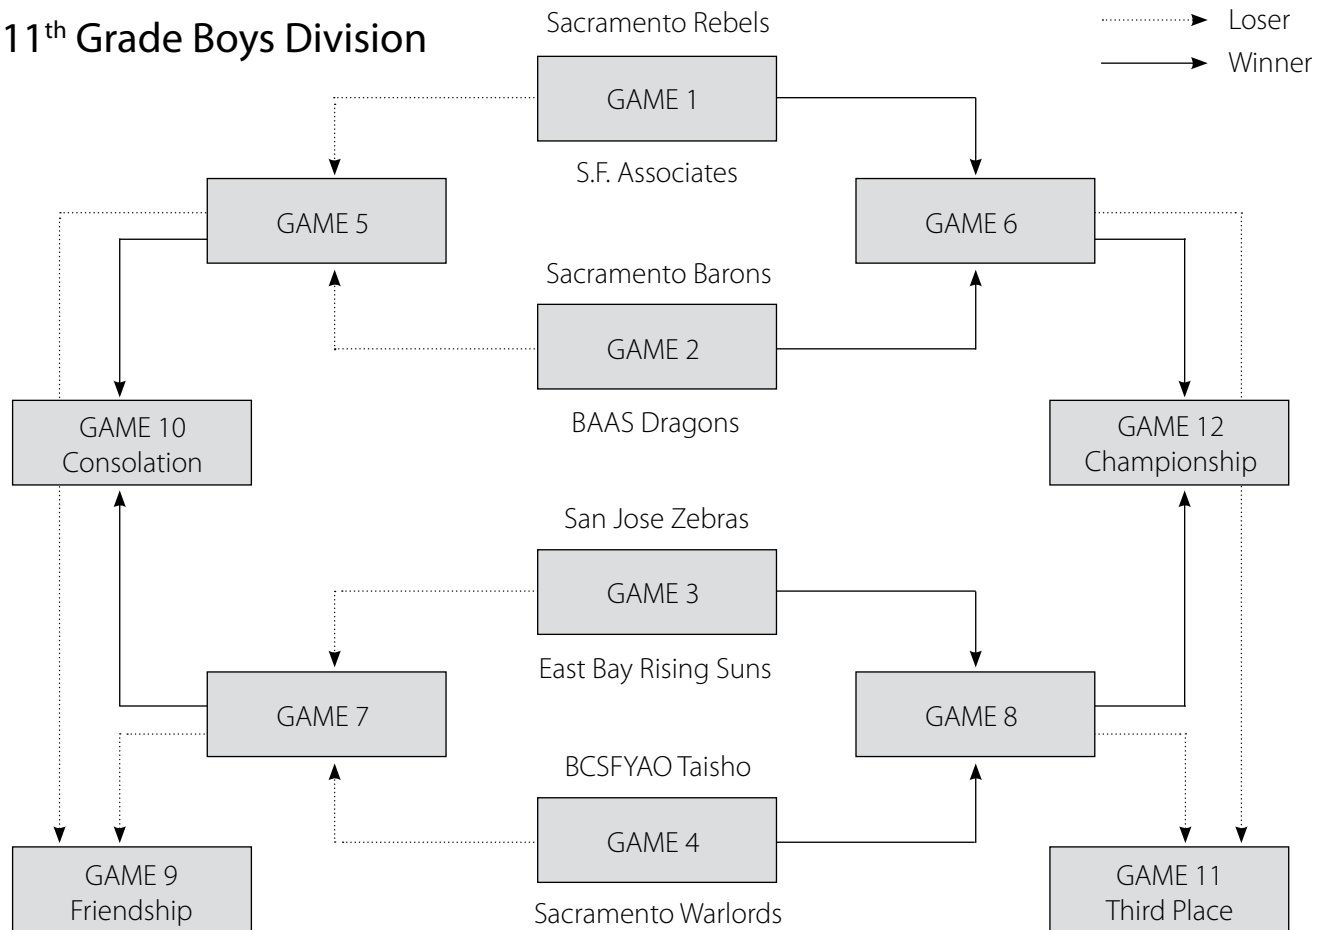 11th Grade Boys Division
Sacramento Rebels
Loser
Winner
GAME 1
S.F. Associates
GAME 5
GAME 6
Sacramento Barons
GAME 2
BAAS Dragons
GAME 10
Consolation
GAME 12
Championship
San Jose Zebras
GAME 3
East Bay Rising Suns
GAME 7
GAME 8
BCSFYAO Taisho
GAME 4
Sacramento Warlords
GAME 9
Friendship
GAME 11
Third Place